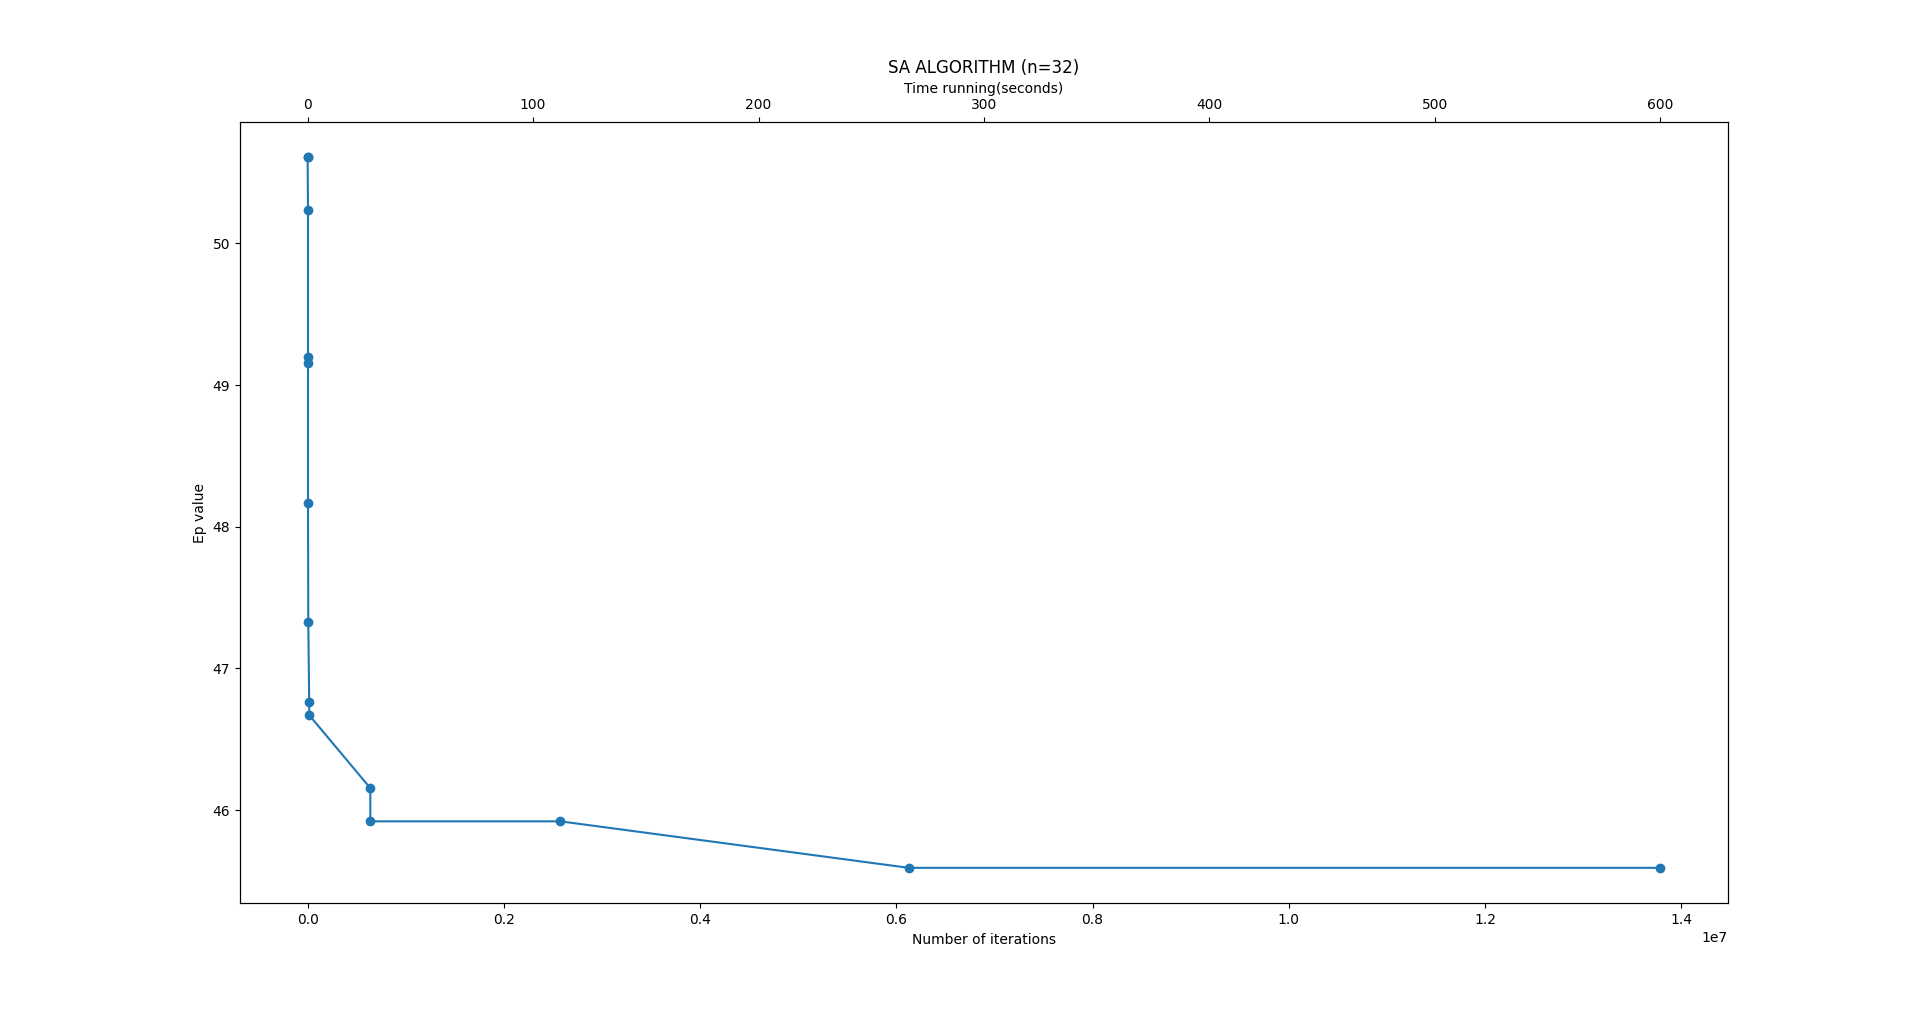 SA ALGORITHM (n=32)
Time running(seconds)
0 100 200 300 400 500 600
50
49
48
47
46
Ep value
0.0 0.2 0.4 0.6 0.8 1.0 1.2 1.4
1e7
Number of iterations